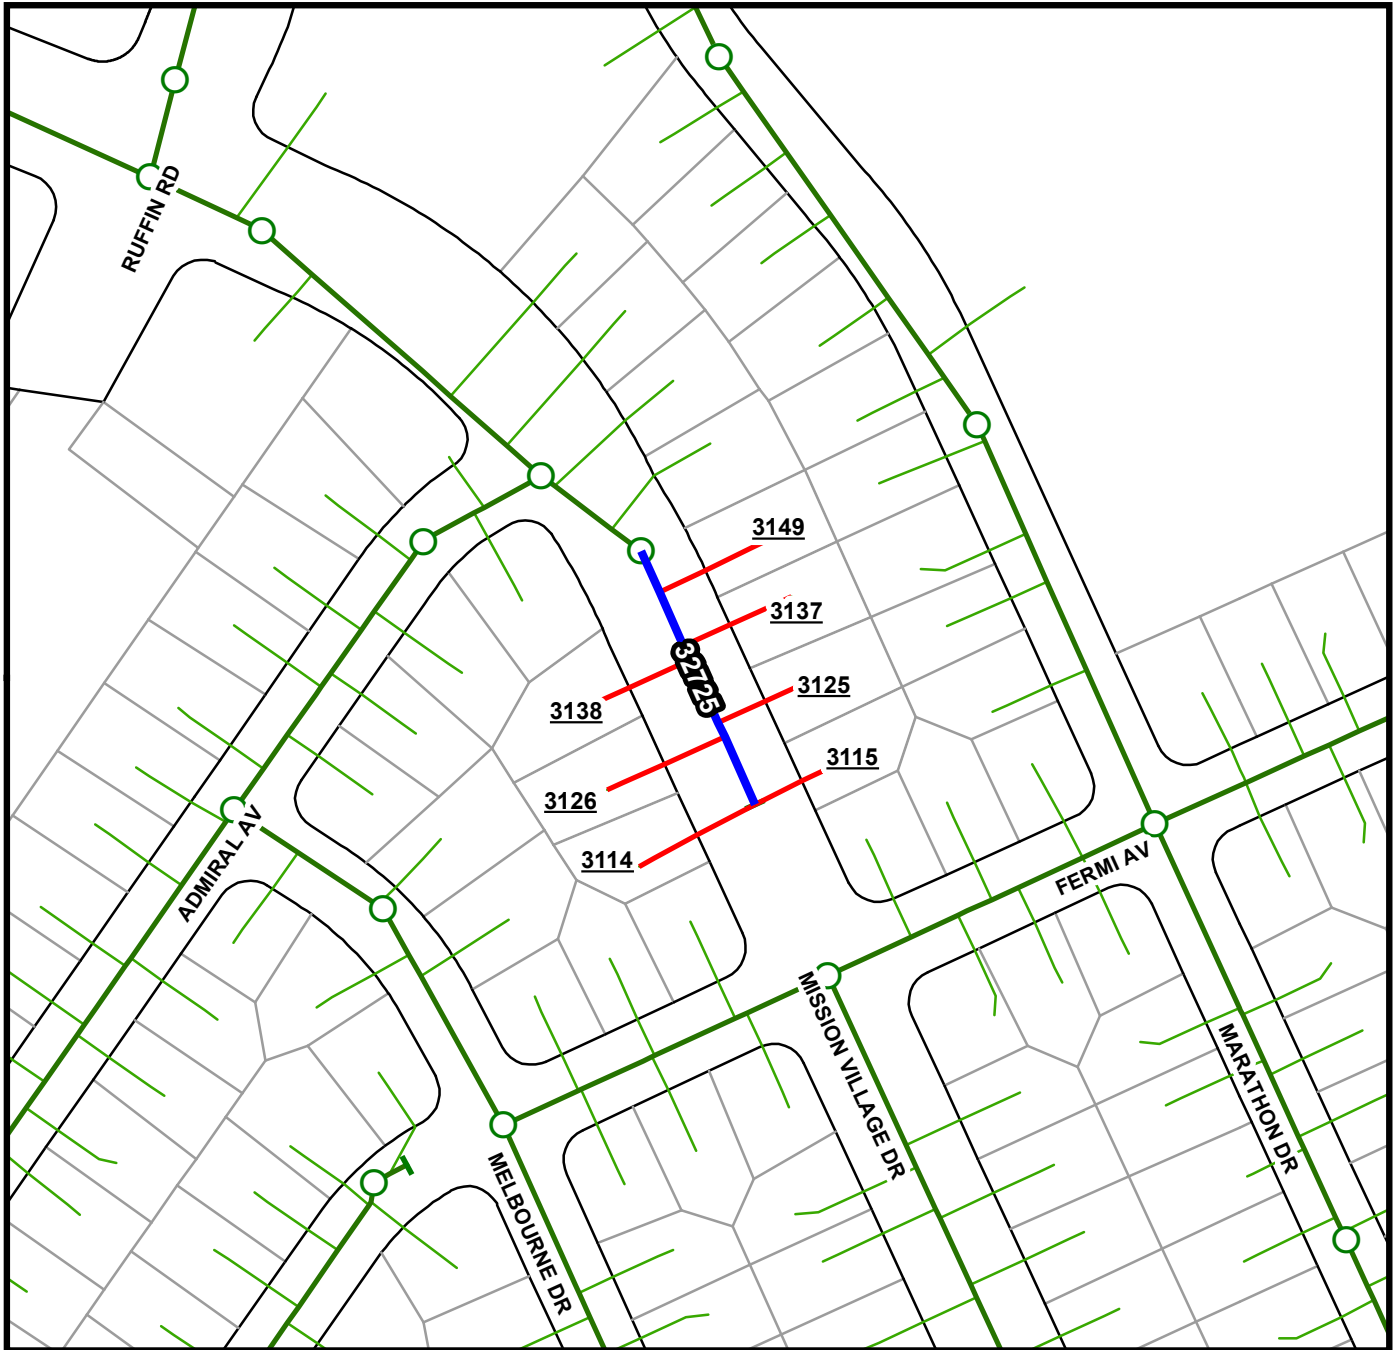 RUFFIN RD
3149
3137
32725
3125
3138
3115
3126
3114
ADMIRAL AV
FERMI AV
MISSION VILLAGE DR
MARATHON DR
MELBOURNE DR